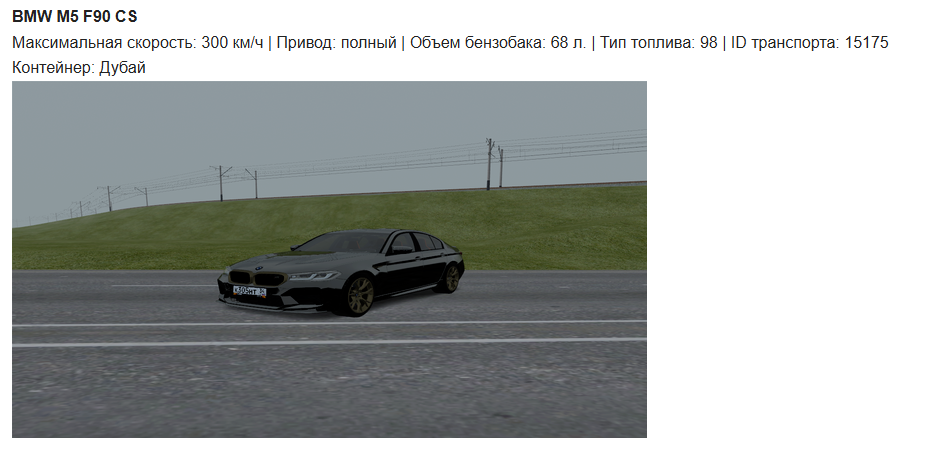 BMW M5 F90 CS
Максимальная скорость: 300 км/ч | Привод: полный | Объем бензобака: 68 л. | Тип топлива: 98 | ID транспорта: 15175
Контейнер: Дубай